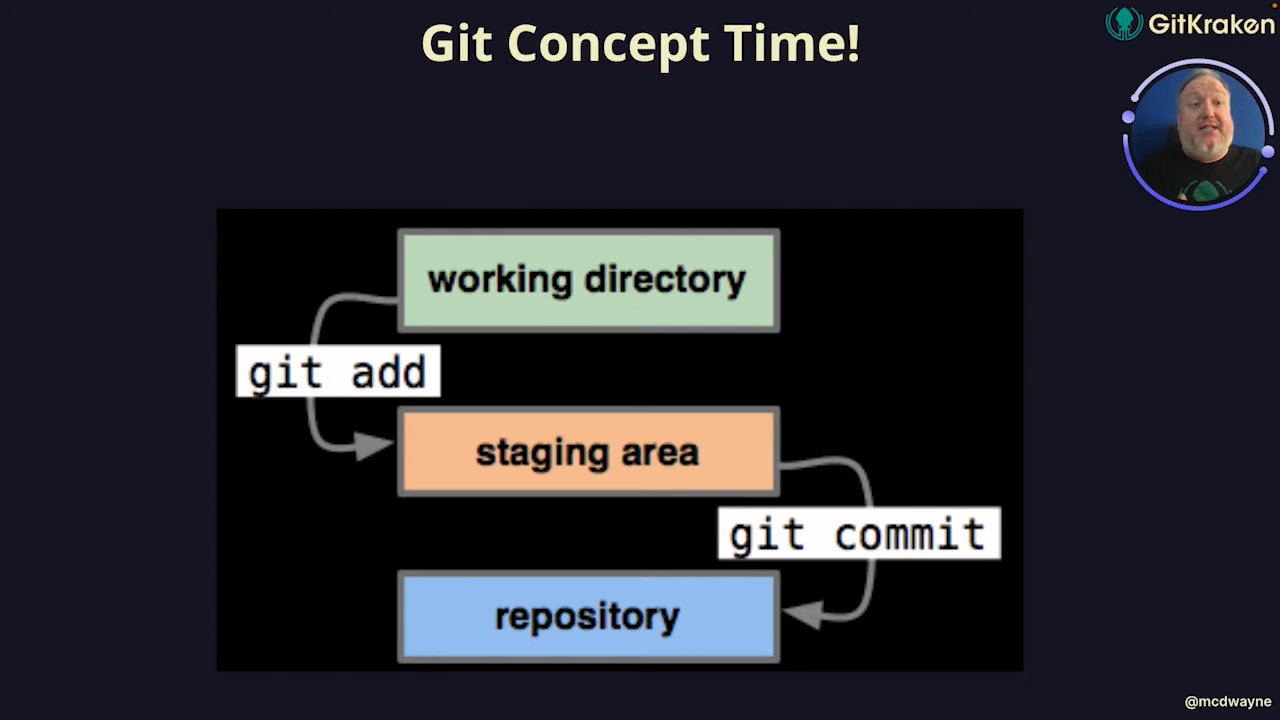 Git Concept Time!
GitKraken
working directory
git add
staging area
git commit
repository
@mcdwayne